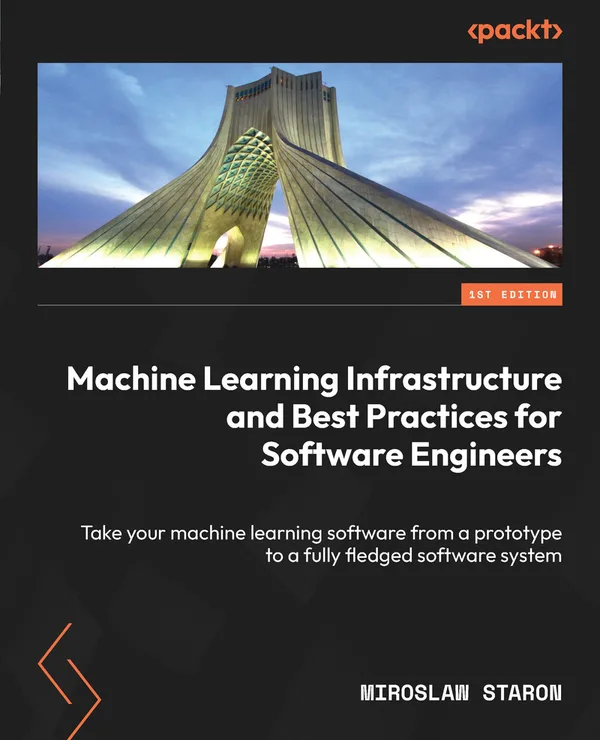 <packt>
1ST EDITION
Machine Learning Infrastructure
and Best Practices for
Software Engineers
Take your machine learning software from a prototype
to a fully fledged software system
MIROSLAW STARON